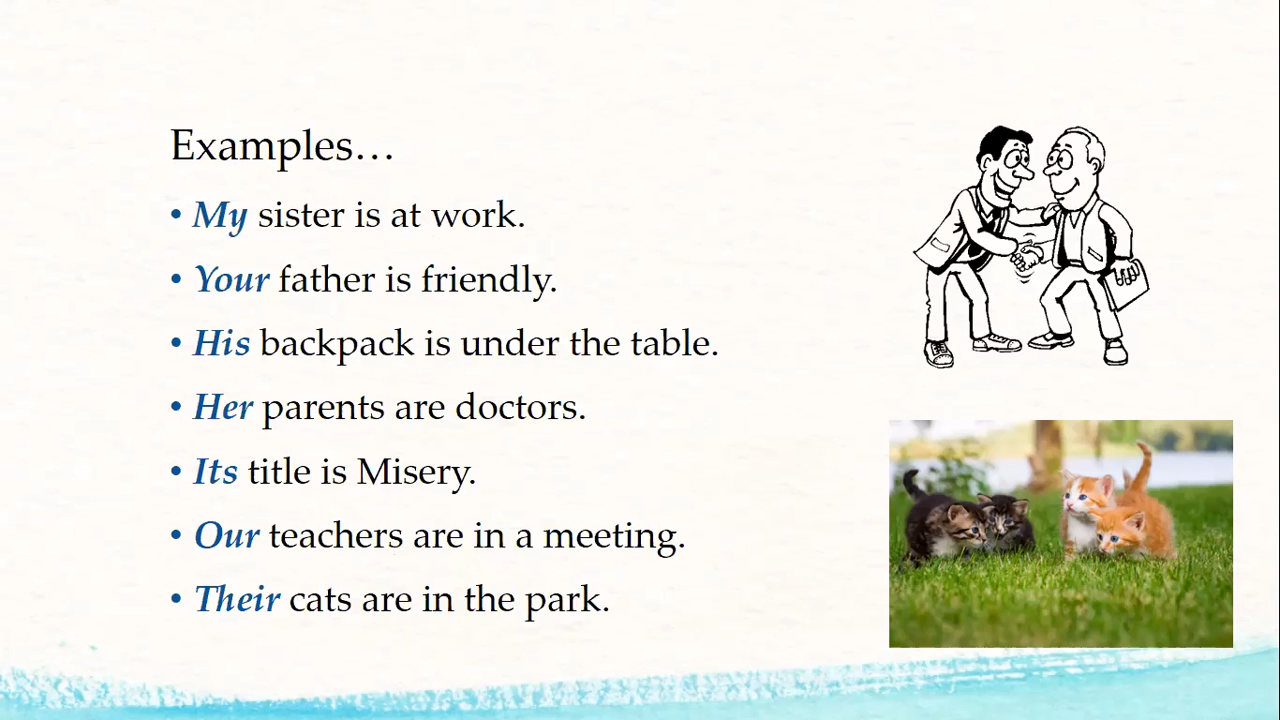 Examples…
• My sister is at work.
• Your father is friendly.
• His backpack is under the table.
• Her parents are doctors.
• Its title is Misery.
• Our teachers are in a meeting.
• Their cats are in the park.